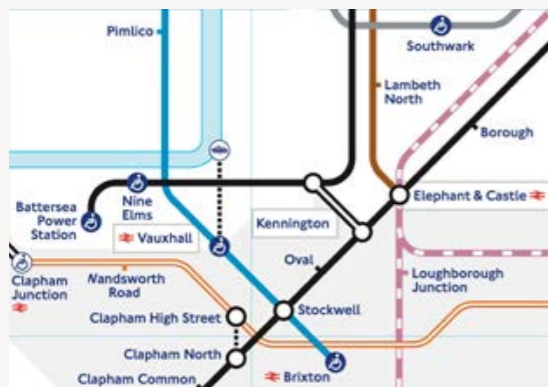 Pimlico
Southwark
Lambeth
North
Borough
Battersea
Power
Station
Nine
Elms
Elephant & Castle
Vauxhall
Kennington
Oval
Clapham
Junction
Wandsworth
Road
Loughborough
Junction
Clapham High Street
Stockwell
Clapham North
Brixton
Clapham Common